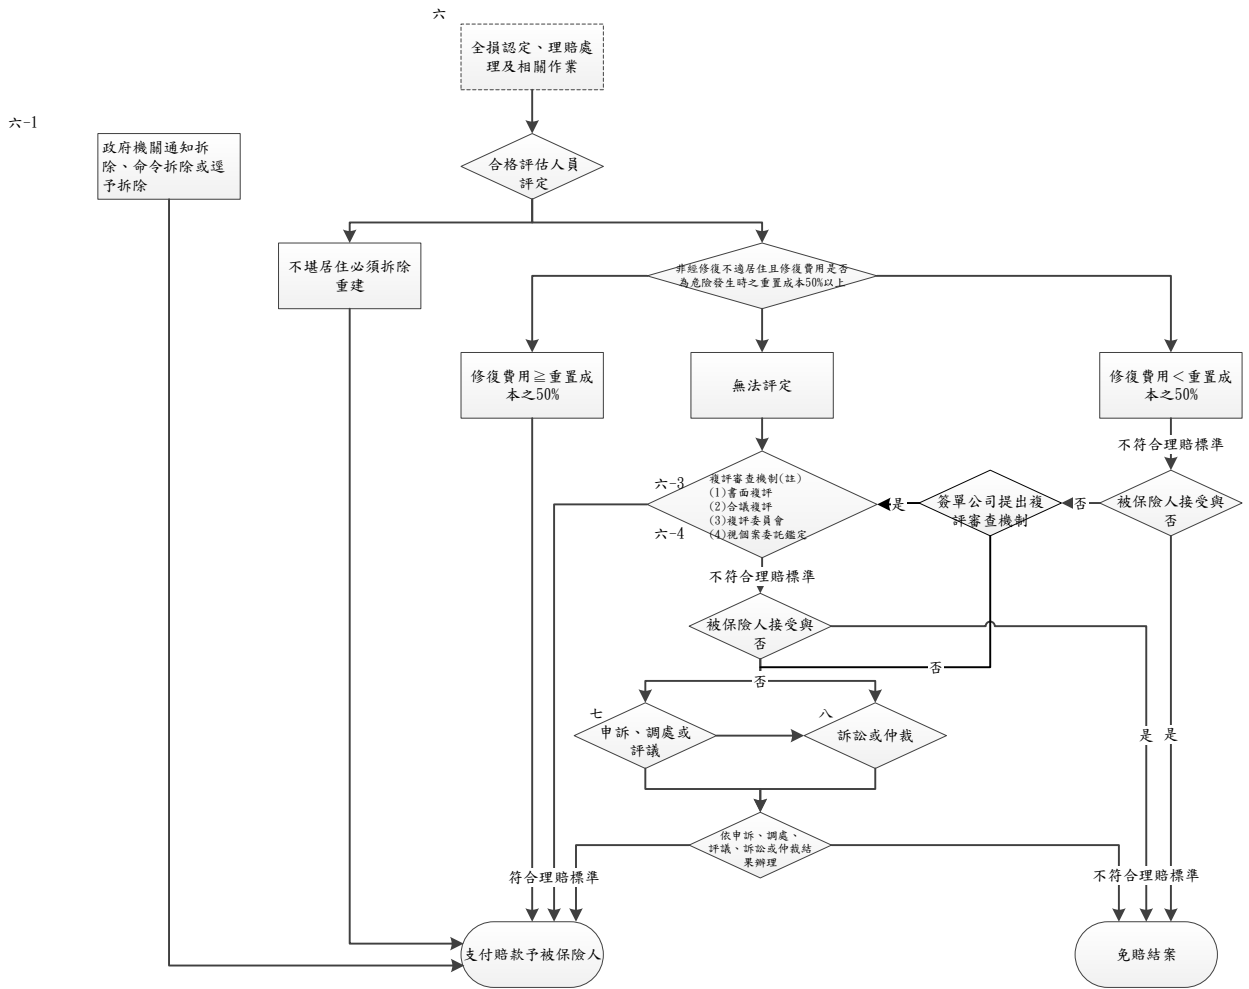 六
全損認定、理賠處
理及相關作業
六-1
政府機關通知拆
除、命令拆除或逕
予拆除
合格評估人員
評定
不堪居住必須拆除
重建
非經修復不適居住且修復費用是否
為危險發生時之重置成本50%以上
修復費用≧重置成
本之50%
無法評定
修復費用＜重置成
本之50%
不符合理賠標準
六-3
六-4
複評審查機制(註)
(1)書面複評
(2)合議複評
(3)複評委員會
(4)視個案委託鑑定
是
簽單公司提出複
評審查機制
否
被保險人接受與
否
不符合理賠標準
被保險人接受與
否
否
否
七
申訴、調處或
評議
八
訴訟或仲裁
是
是
依申訴、調處、
評議、訴訟或仲裁結
果辦理
符合理賠標準
不符合理賠標準
支付賠款予被保險人
免賠結案